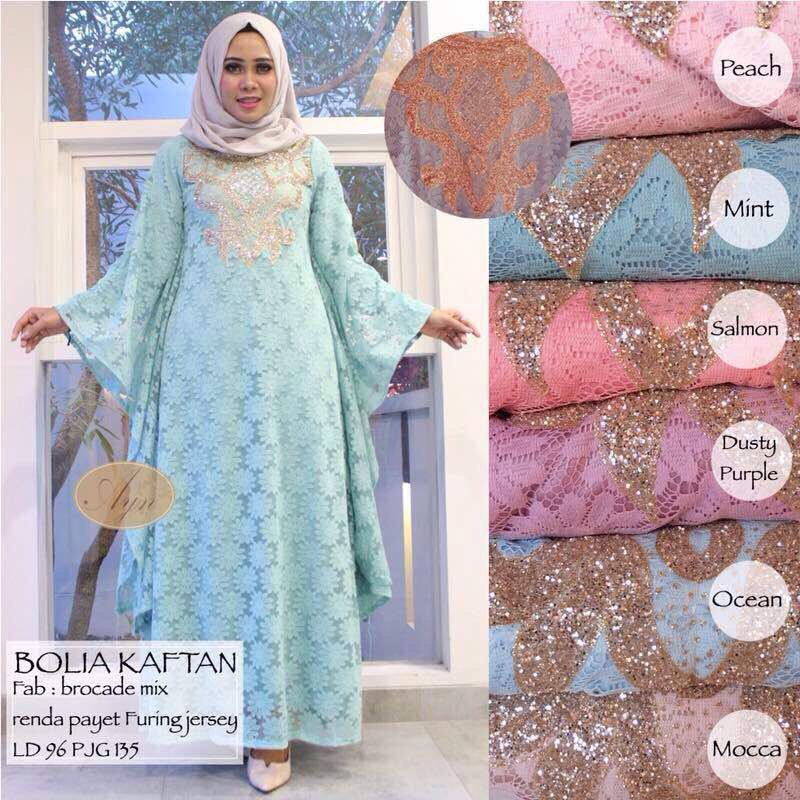 Peach
Mint
Salmon
Dusty
Purple
Ocean
Mocca
Ayn
BOLIA KAFTAN
Fab : brocade mix
renda payet Furing jersey
LD 96 PJG 135